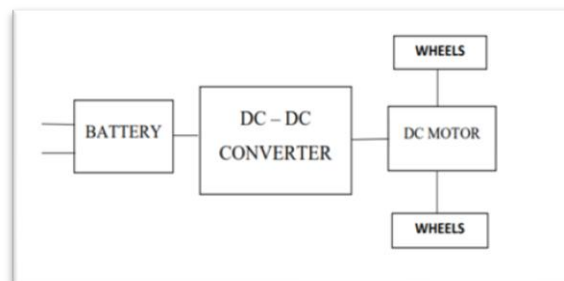 WHEELS
BATTERY
DC – DC
CONVERTER
DC MOTOR
WHEELS